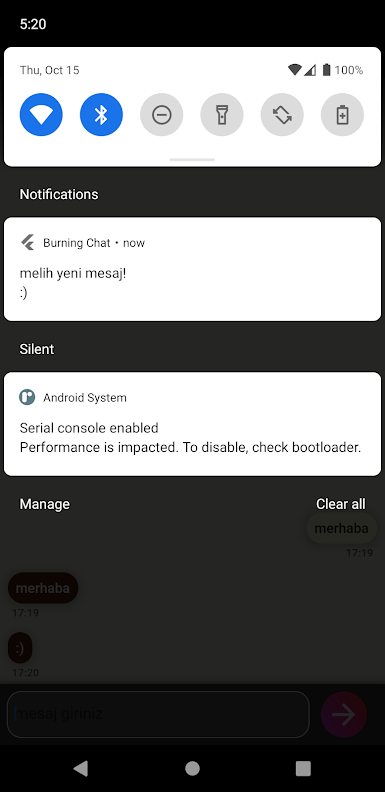 5:20
Thu, Oct 15
100%
Notifications
Burning Chat • now
melih yeni mesaj!
:)
Silent
Android System
Serial console enabled
Performance is impacted. To disable, check bootloader.
Manage
Clear all
merhaba
17:19
merhaba
17:19
:)
17:20
mesaj giriniz